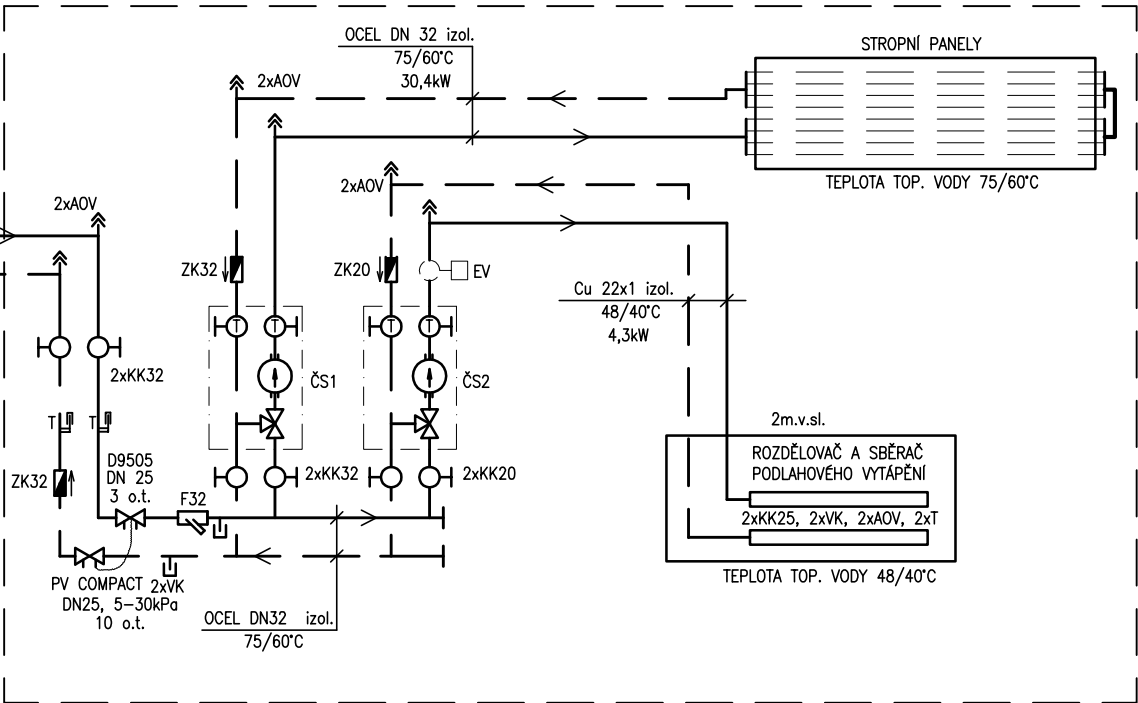 OCEL DN 32 izol.
75/60°C
30,4kW
STROPNÍ PANELY
2xAOV
TEPLOTA TOP. VODY 75/60°C
2xAOV
2xAOV
ZK32
ZK20
EV
Cu 22x1 izol.
48/40°C
4,3kW
T
T
T
T
2xKK32
ČS1
ČS2
T
T
2m.v.sl.
ROZDĚLOVAČ A SBĚRAČ
PODLAHOVÉHO VYTÁPĚNÍ
D9505
DN 25
3 o.t.
ZK32
F32
2xKK32
2xKK20
2xKK25, 2xVK, 2xAOV, 2xT
TEPLOTA TOP. VODY 48/40°C
PV COMPACT
2xVK
DN25, 5-30kPa
10 o.t.
OCEL DN32 izol.
75/60°C